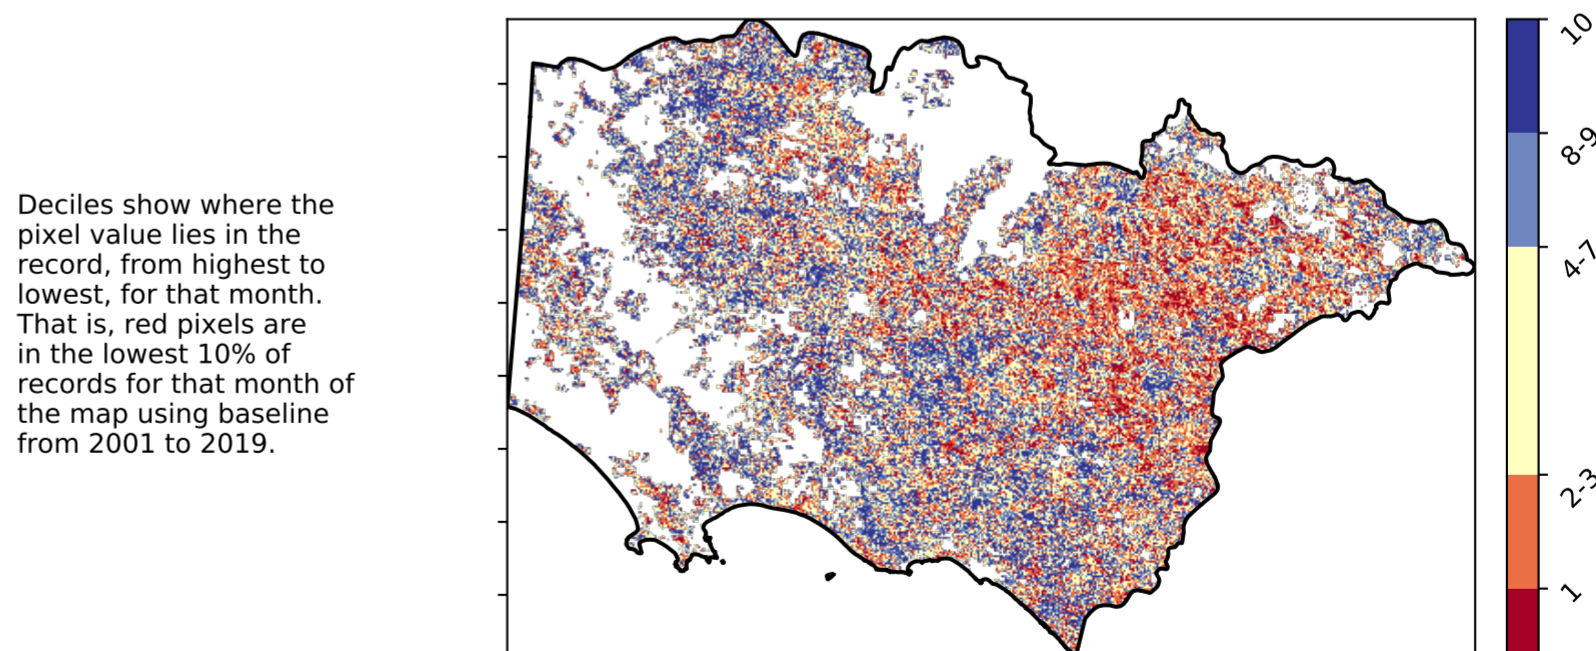 Deciles show where the
pixel value lies in the
record, from highest to
lowest, for that month.
That is, red pixels are
in the lowest 10% of
records for that month of
the map using baseline
from 2001 to 2019.
10
8-9
4-7
2-3
1